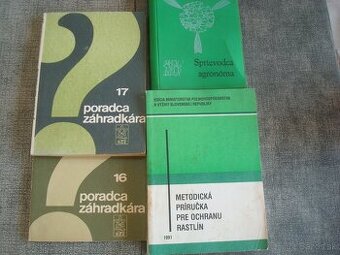 17
poradca
záhradkára
Sprievodca
agronóma
16
poradca
záhradkára
EDÍCIA MINISTERSTVA POĽNOHOSPODÁRSTVA
A VÝŽIVY SLOVENSKEJ REPUBLIKY
METODICKÁ
PRÍRUČKA
PRE OCHRANU
RASTLÍN
1991